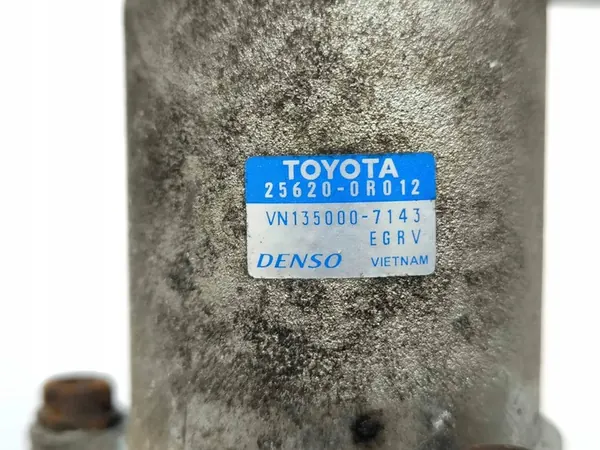 TOYOTA
25620-0R012
VN135000-7143
EGRV
DENSO VIETNAM